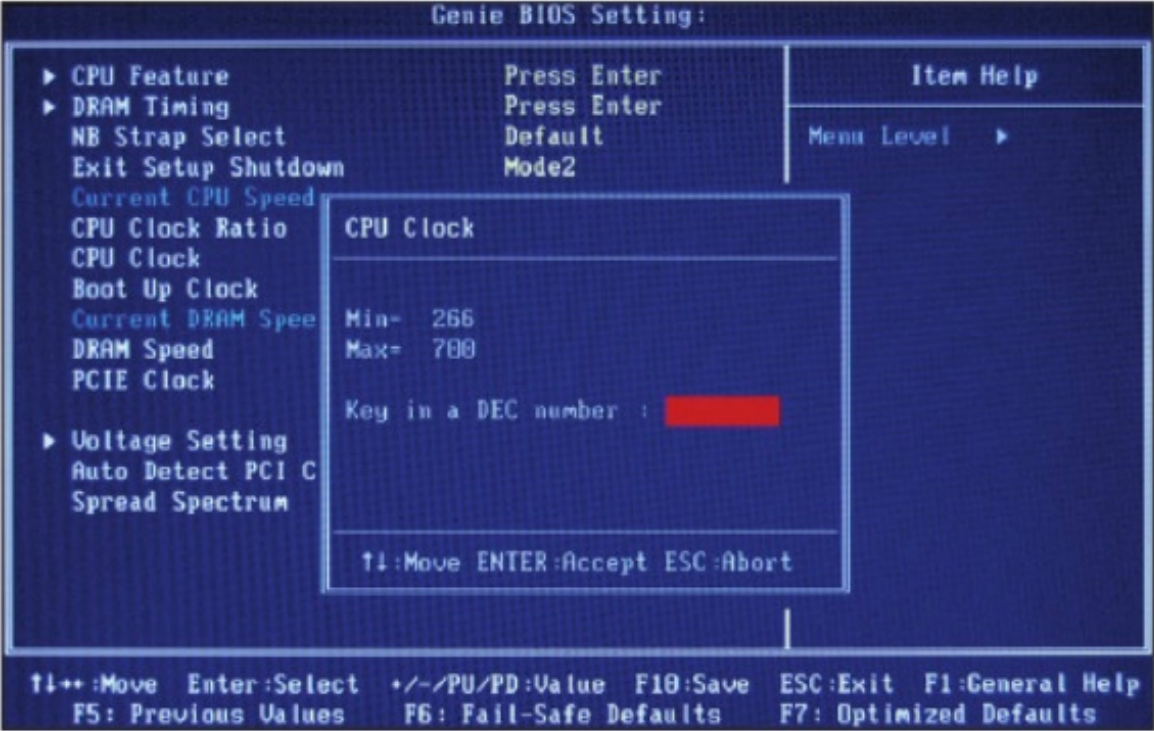 Genie BIOS Setting:
▶ CPU Feature Press Enter
▶ DRAM Timing Press Enter
NB Strap Select Default
Exit Setup Shutdown Mode2
Current CPU Speed
CPU Clock Ratio
CPU Clock
Boot Up Clock
Current DRAM Spee
DRAM Speed
PCIE Clock
▶ Voltage Setting
Auto Detect PCI C
Spread Spectrum
CPU Clock
Min= 266
Max= 700
Key in a DEC number :
↑↓:Move ENTER:Accept ESC:Abort
Item Help
Menu Level ▶
↑↓→←:Move Enter:Select +/-/PU/PD:Value F10:Save ESC:Exit F1:General Help
F5: Previous Values F6: Fail-Safe Defaults F7: Optimized Defaults